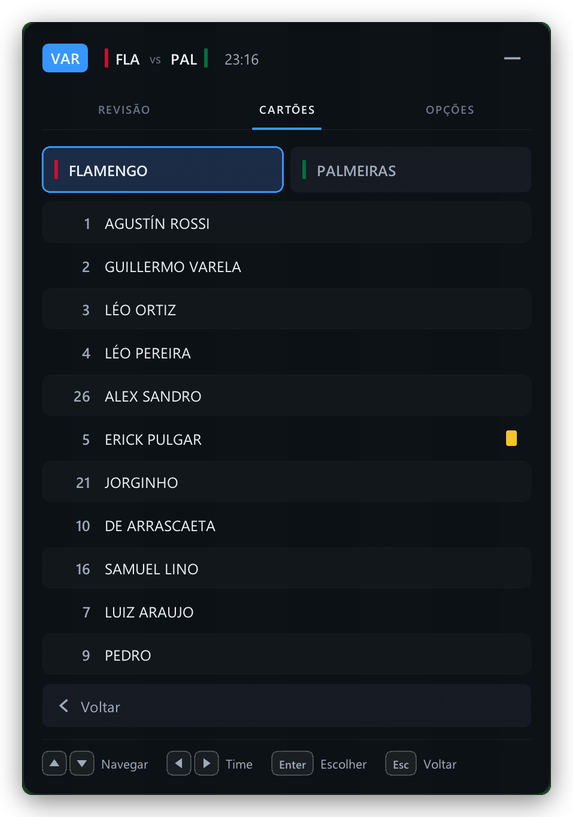 VAR FLA vs PAL 23:16
REVISÃO CARTÕES OPÇÕES
FLAMENGO PALMEIRAS
1 AGUSTÍN ROSSI
2 GUILLERMO VARELA
3 LÉO ORTIZ
4 LÉO PEREIRA
26 ALEX SANDRO
5 ERICK PULGAR
21 JORGINHO
10 DE ARRASCAETA
16 SAMUEL LINO
7 LUIZ ARAUJO
9 PEDRO
Voltar
Navegar Time Enter Escolher Esc Voltar